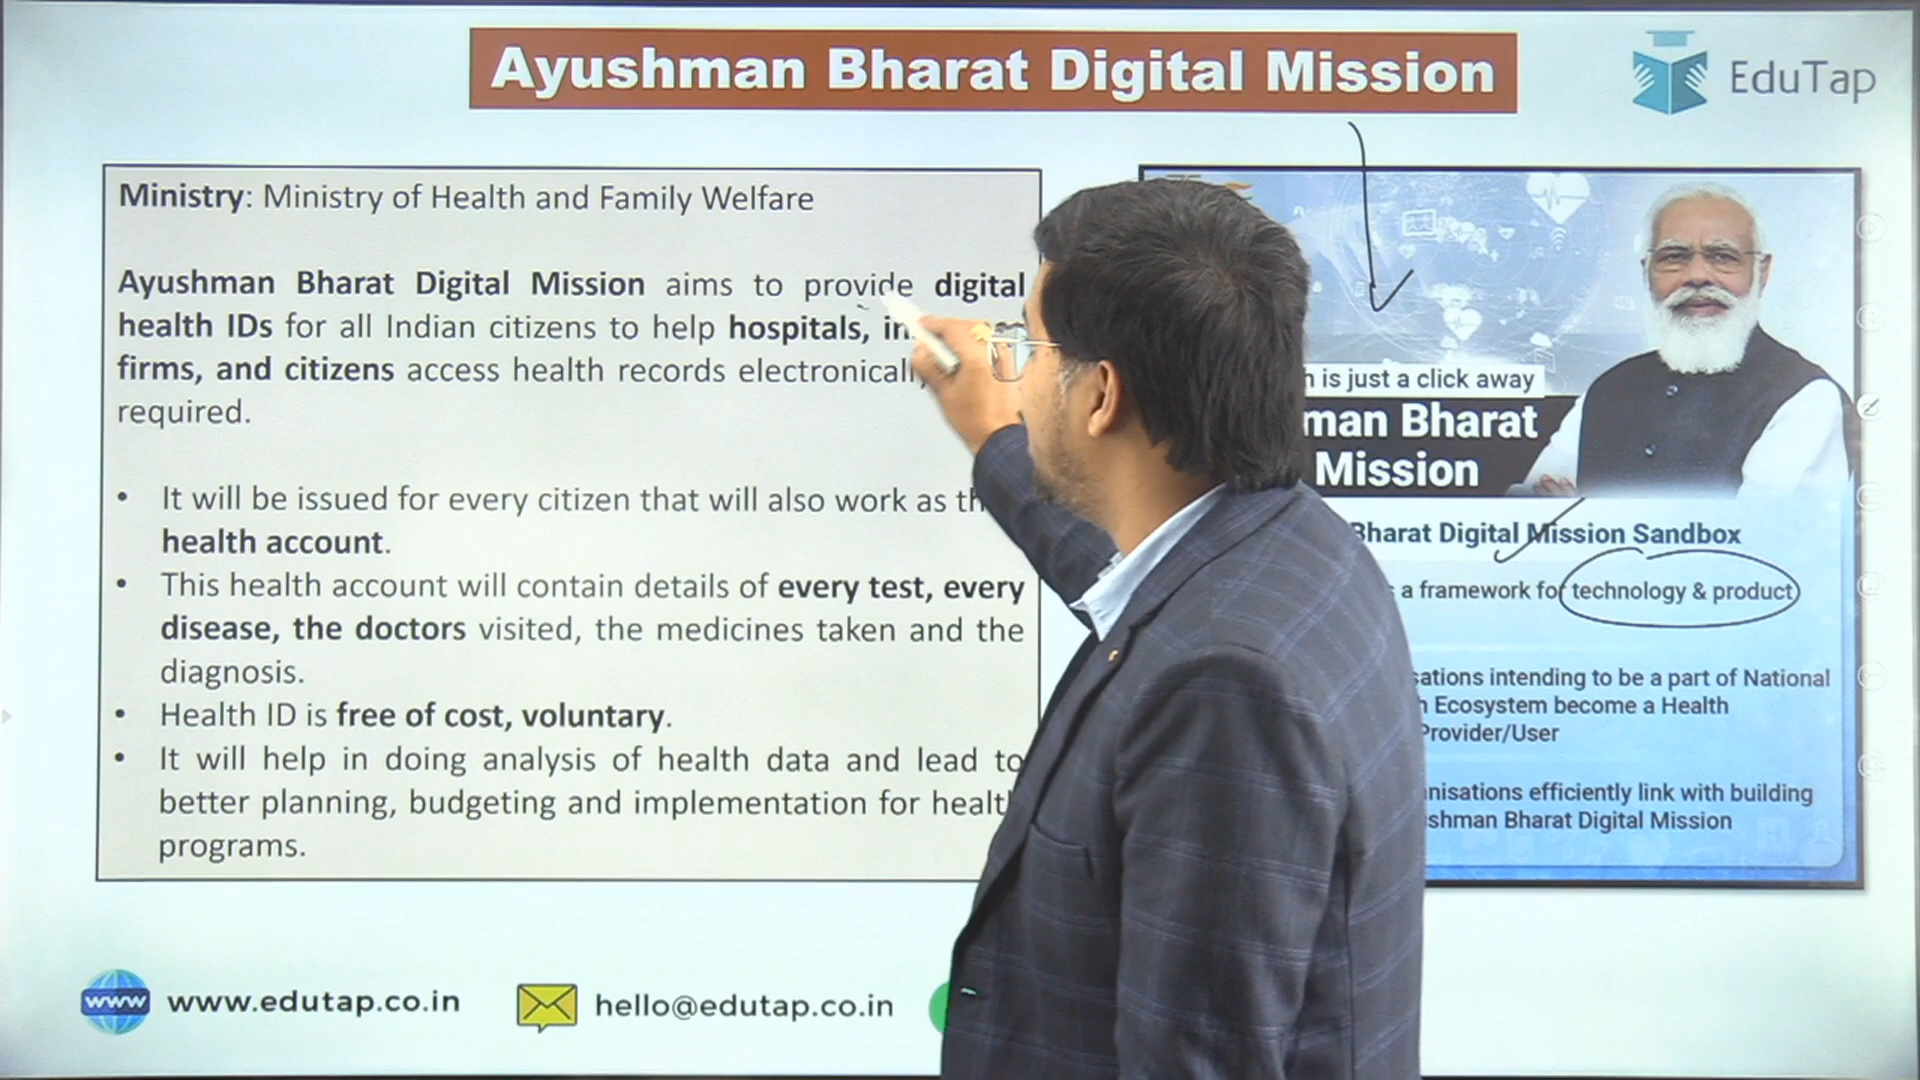 Ayushman Bharat Digital Mission
EduTap
Ministry: Ministry of Health and Family Welfare
Ayushman Bharat Digital Mission aims to provide digital
health IDs for all Indian citizens to help hospitals,
firms, and citizens access health records
required.
• It will be issued for every citizen that will also work as
health account.
• This health account will contain details of every test, every
disease, the doctors visited, the medicines taken and the
diagnosis.
• Health ID is free of cost, voluntary.
• It will help in doing analysis of health data and lead to
better planning, budgeting and implementation for health
programs.
is just a click away
Bharat
Mission
Bharat Digital Mission Sandbox
a framework for technology & product
intending to be a part of National
Ecosystem become a Health
Provider/User
efficiently link with building
Bharat Digital Mission
www www.edutap.co.in
hello@edutap.co.in